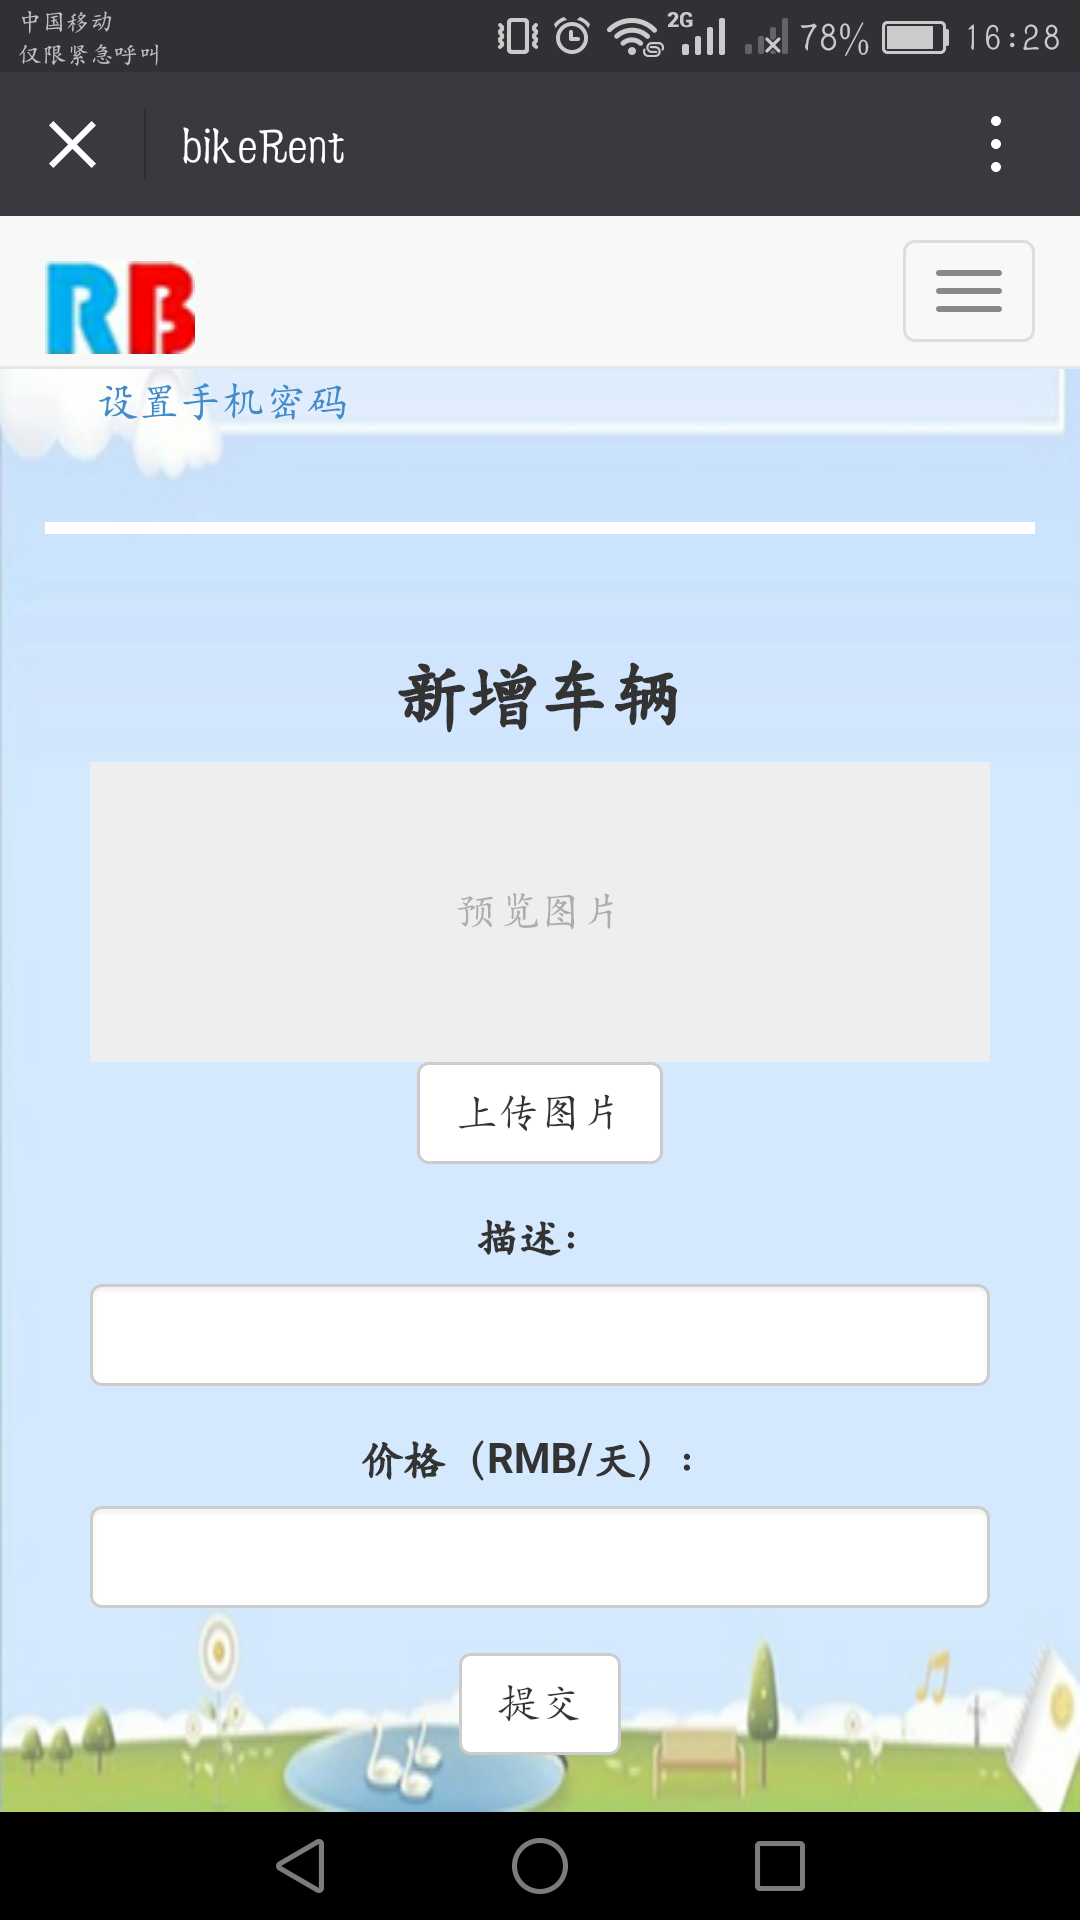 中国移动
仅限紧急呼叫
2G
78%
16:28
bikeRent
RB
设置手机密码
新增车辆
预览图片
上传图片
描述：
价格（RMB/天）：
提交